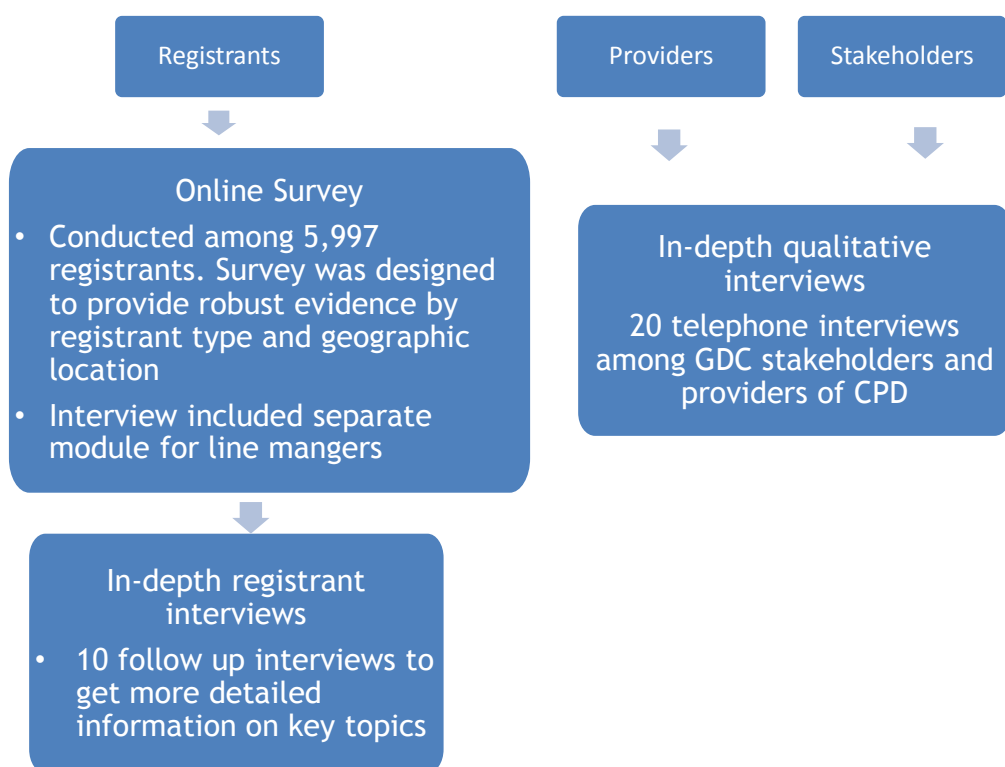 Registrants
Providers
Stakeholders
Online Survey
• Conducted among 5,997
registrants. Survey was designed
to provide robust evidence by
registrant type and geographic
location
• Interview included separate
module for line mangers
In-depth qualitative
interviews
20 telephone interviews
among GDC stakeholders and
providers of CPD
In-depth registrant
interviews
• 10 follow up interviews to
get more detailed
information on key topics